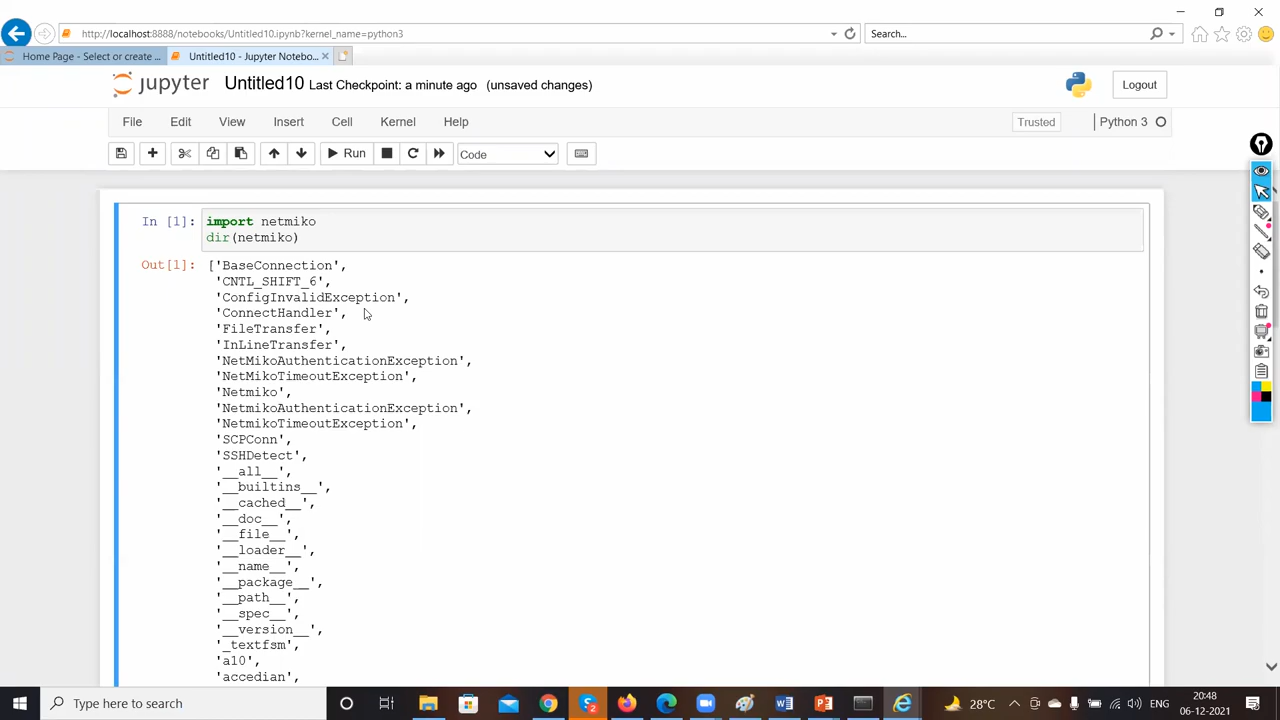 http://localhost:8888/notebooks/Untitled10.ipynb?kernel_name=python3
Search...
Home Page - Select or create ...
Untitled10 - Jupyter Notebo...
jupyter Untitled10 Last Checkpoint: a minute ago (unsaved changes)
Logout
File Edit View Insert Cell Kernel Help
Trusted
Python 3
Run
Code
In [1]: import netmiko
dir(netmiko)
Out[1]: ['BaseConnection',
'CNTL_SHIFT_6',
'ConfigInvalidException',
'ConnectHandler',
'FileTransfer',
'InLineTransfer',
'NetMikoAuthenticationException',
'NetMikoTimeoutException',
'Netmiko',
'NetmikoAuthenticationException',
'NetmikoTimeoutException',
'SCPConn',
'SSHDetect',
'__all__',
'__builtins__',
'__cached__',
'__doc__',
'__file__',
'__loader__',
'__name__',
'__package__',
'__path__',
'__spec__',
'__version__',
'_textfsm',
'a10',
'accedian',
Type here to search
28°C
20:48
06-12-2021